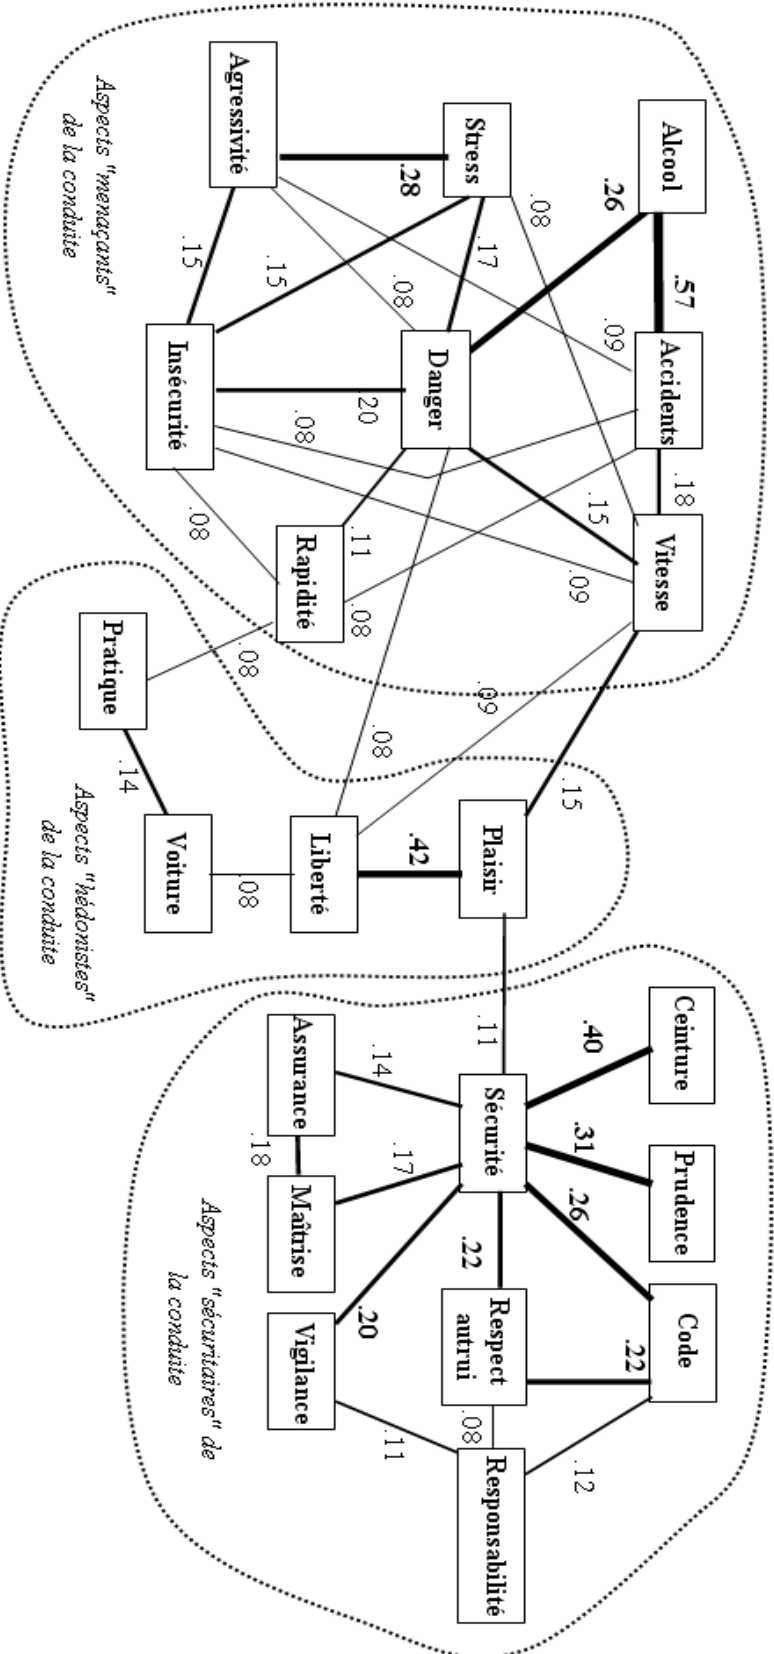 Alcool
.57
Accidents
.18
Vitesse
.26
.08
.09
.15
Stress
.17
.28
Danger
.15
.08
.20
.11
.09
.08
.08
.08
Agressivité
.15
Insécurité
.08
Rapidité
.08
Aspects "menaçants"
de la conduite
.15
.09
.08
Plaisir
.42
Liberté
.08
Voiture
.14
Pratique
Aspects "hédonistes"
de la conduite
.11
Ceinture
Prudence
Code
.40
.31
.26
.22
.12
Sécurité
.22
Respect
autrui
.08
Responsabilité
.14
.17
.20
.11
Assurance
.18
Maîtrise
Vigilance
Aspects "sécuritaires" de
la conduite